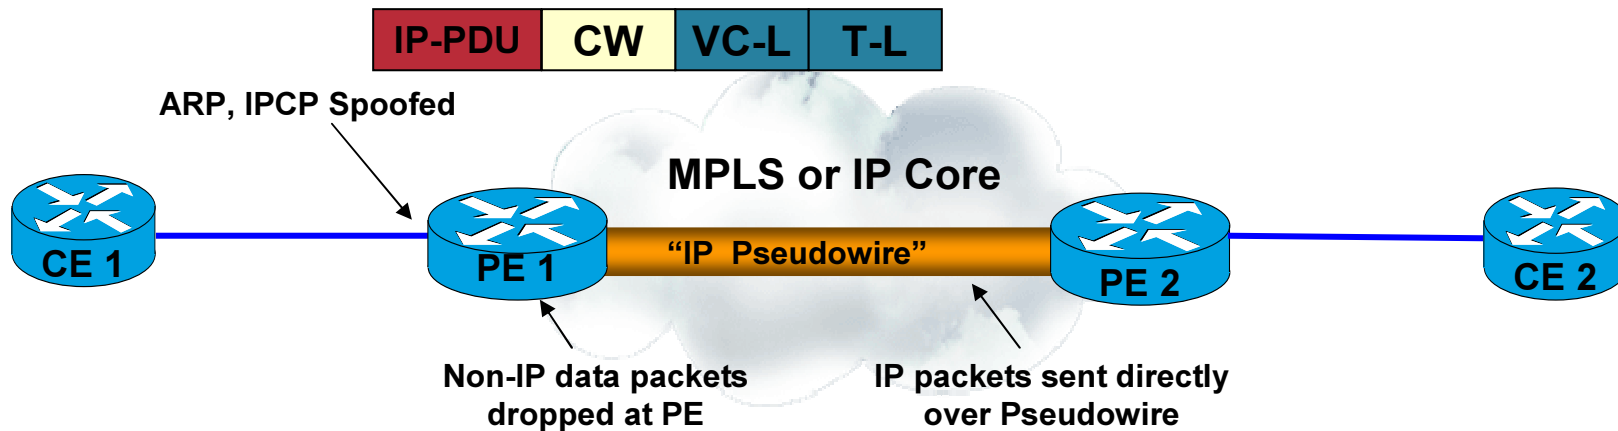 IP-PDU CW VC-L T-L
ARP, IPCP Spoofed
MPLS or IP Core
CE 1
PE 1
“IP Pseudowire”
PE 2
CE 2
Non-IP data packets
dropped at PE
IP packets sent directly
over Pseudowire